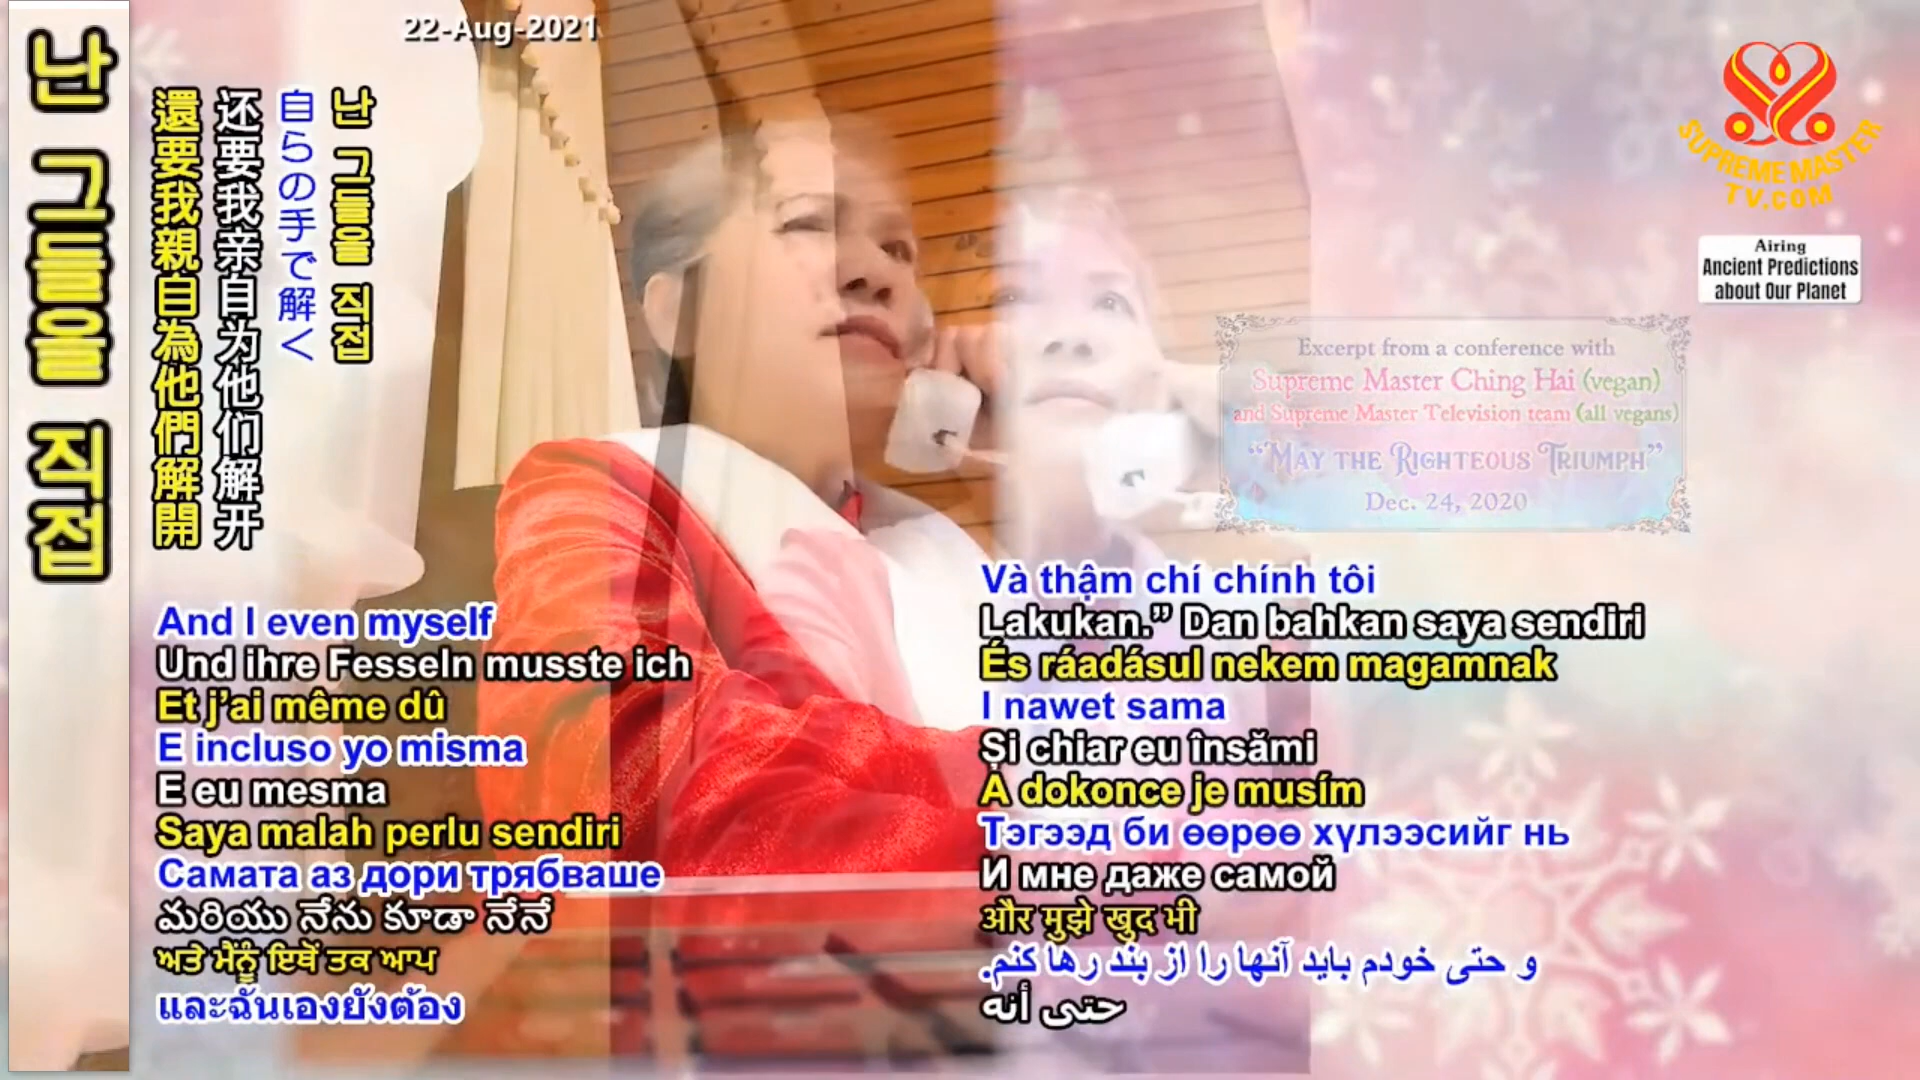 22-Aug-2021
난 그들을 직접
난 그들을 직접
自らの手で解く
还要我亲自为他们解开
還要我親自為他們解開
SUPREME MASTER
TV.COM
Airing
Ancient Predictions
about Our Planet
Excerpt from a conference with
Supreme Master Ching Hai (vegan)
and Supreme Master Television team (all vegans)
“May the Righteous Triumph”
Dec. 24, 2020
And I even myself
Und ihre Fesseln musste ich
Et j’ai même dû
E incluso yo misma
E eu mesma
Saya malah perlu sendiri
Самата аз дори трябваше
మరియు నేను కూడా నేనే
ਅਤੇ ਮੈਨੂੰ ਇਥੋਂ ਤਕ ਆਪ
และฉันเองยังต้อง
Và thậm chí chính tôi
Lakukan.” Dan bahkan saya sendiri
És ráadásul nekem magamnak
I nawet sama
Și chiar eu însămi
A dokonce je musím
Тэгээд би өөрөө хүлээсийг нь
И мне даже самой
और मुझे खुद भी
و حتی خودم باید آنها را از بند رها کنم.
حتى أنه